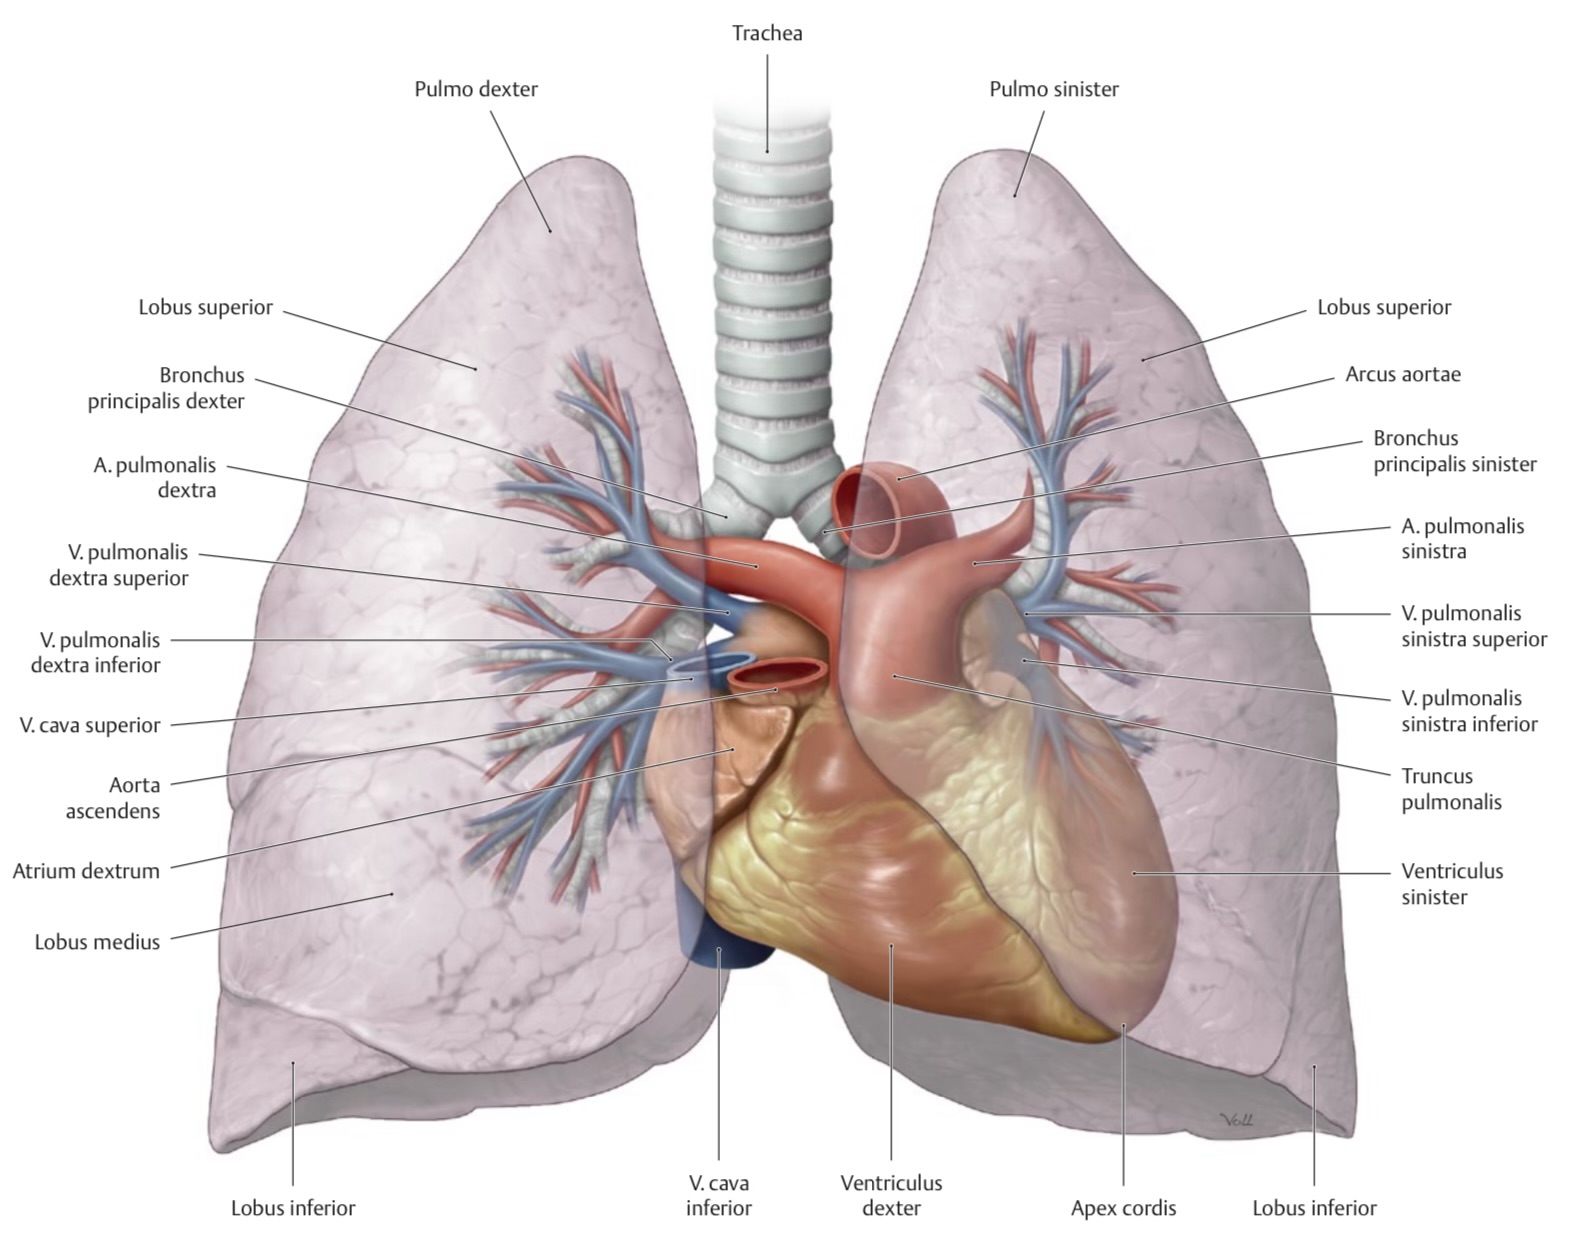 Trachea
Pulmo dexter
Pulmo sinister
Lobus superior
Bronchus
principalis dexter
A. pulmonalis
dextra
V. pulmonalis
dextra superior
V. pulmonalis
dextra inferior
V. cava superior
Aorta
ascendens
Atrium dextrum
Lobus medius
Lobus superior
Arcus aortae
Bronchus
principalis sinister
A. pulmonalis
sinistra
V. pulmonalis
sinistra superior
V. pulmonalis
sinistra inferior
Truncus
pulmonalis
Ventriculus
sinister
Voll
Lobus inferior
V. cava
inferior
Ventriculus
dexter
Apex cordis
Lobus inferior